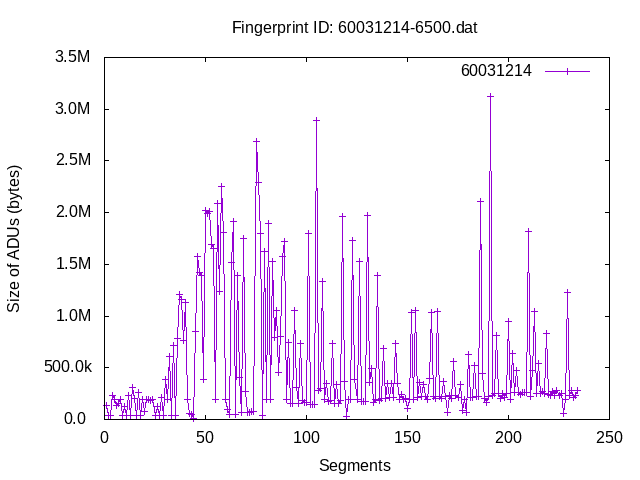 Fingerprint ID: 60031214-6500.dat
60031214
Size of ADUs (bytes)
3.5M
3.0M
2.5M
2.0M
1.5M
1.0M
500.0k
0.0
0 50 100 150 200 250
Segments